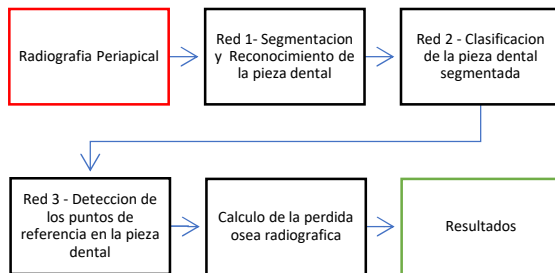 Radiografia Periapical
Red 1- Segmentacion
y Reconocimiento de
la pieza dental
Red 2 - Clasificacion
de la pieza dental
segmentada
Red 3 - Deteccion de
los puntos de
referencia en la pieza
dental
Calculo de la perdida
osea radiografica
Resultados